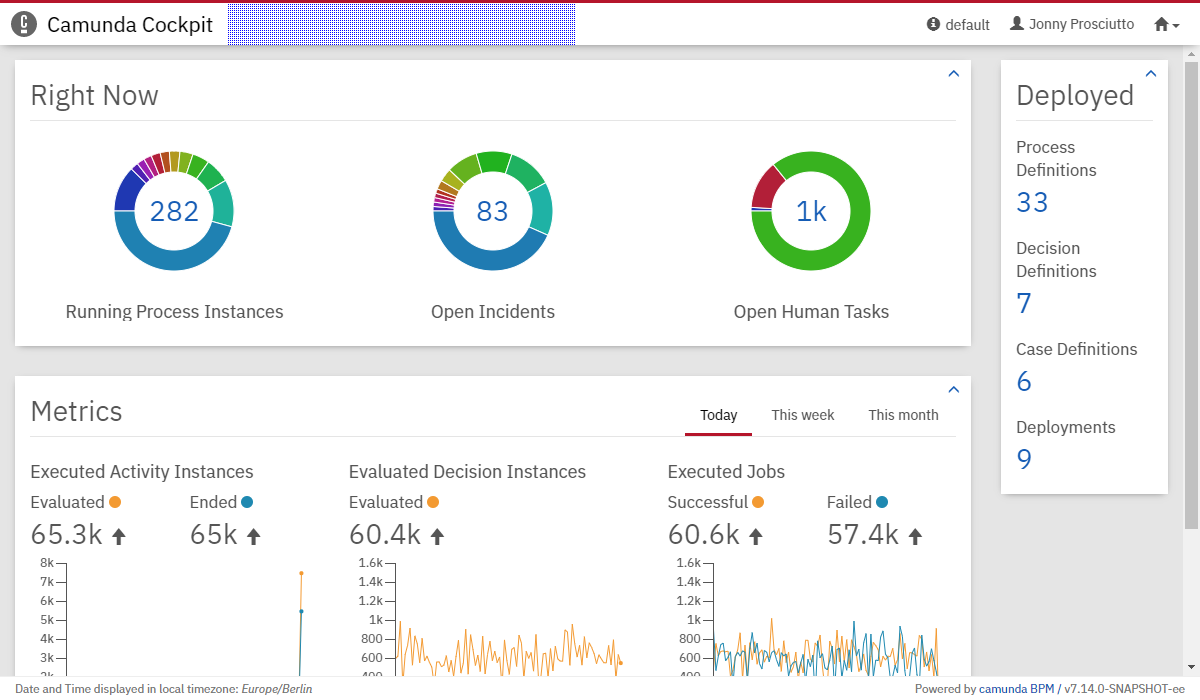 Camunda Cockpit
default Jonny Prosciutto
Right Now
282
83
1k
Running Process Instances
Open Incidents
Open Human Tasks
Deployed
Process
Definitions
33
Decision
Definitions
7
Case Definitions
6
Deployments
9
Metrics
Today This week This month
Executed Activity Instances
Evaluated Ended
65.3k 65k
8k
7k
6k
5k
4k
3k
2k
Evaluated Decision Instances
Evaluated
60.4k
1.6k
1.4k
1.2k
1k
800
600
400
Executed Jobs
Successful Failed
60.6k 57.4k
1.6k
1.4k
1.2k
1k
800
600
400
Date and Time displayed in local timezone: Europe/Berlin
Powered by camunda BPM / v7.14.0-SNAPSHOT-ee